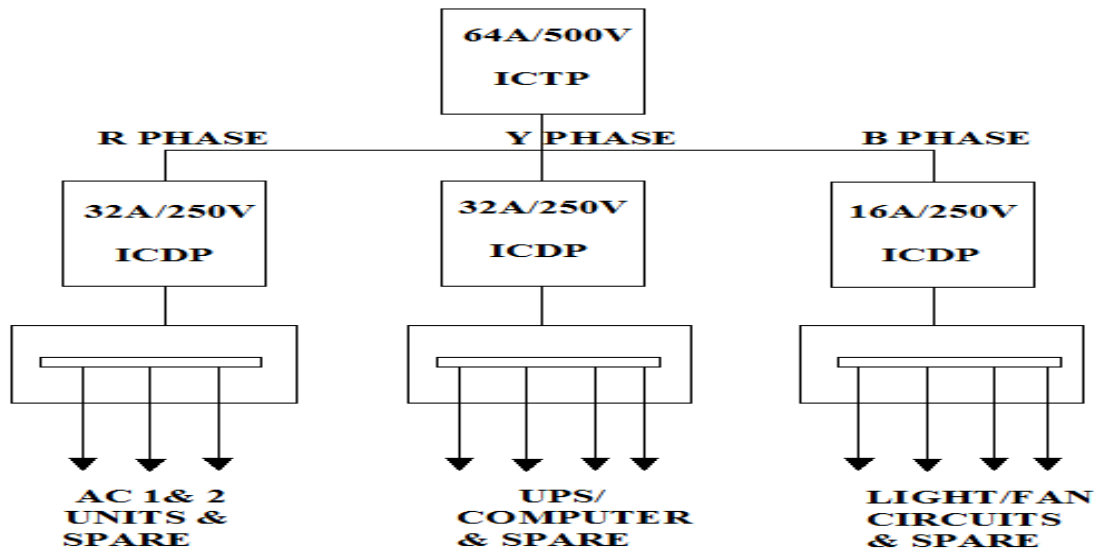 64A/500V
ICTP
R PHASE
Y PHASE
B PHASE
32A/250V
ICDP
32A/250V
ICDP
16A/250V
ICDP
AC 1& 2
UNITS &
SPARE
UPS/
COMPUTER
& SPARE
LIGHT/FAN
CIRCUITS
& SPARE